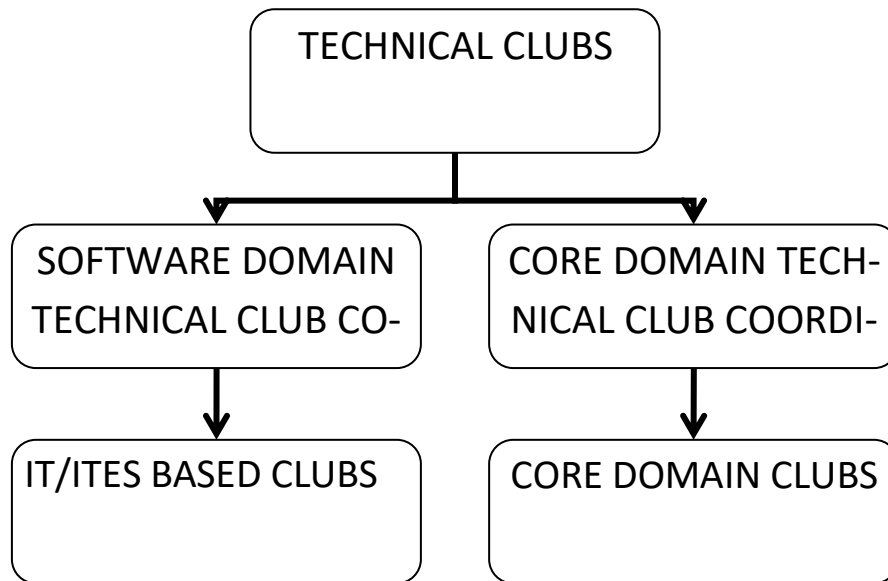 TECHNICAL CLUBS
SOFTWARE DOMAIN
TECHNICAL CLUB CO-
CORE DOMAIN TECH-
NICAL CLUB COORDI-
IT/ITES BASED CLUBS
CORE DOMAIN CLUBS